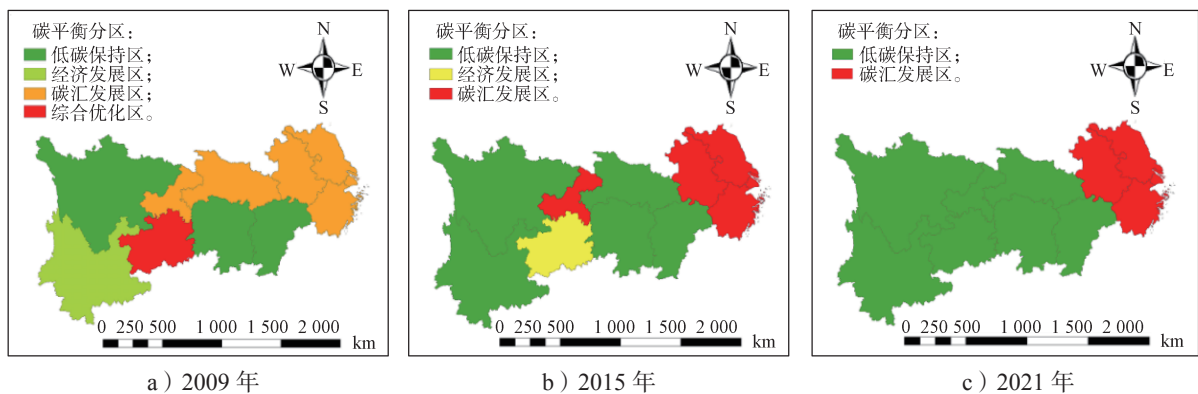 碳平衡分区：
低碳保持区；
经济发展区；
碳汇发展区；
综合优化区。
N
W E
S
0 250 500 1 000 1 500 2 000
km
a）2009 年
碳平衡分区：
低碳保持区；
经济发展区；
碳汇发展区。
N
W E
S
0 250 500 1 000 1 500 2 000
km
b）2015 年
碳平衡分区：
低碳保持区；
碳汇发展区。
N
W E
S
0 250 500 1 000 1 500 2 000
km
c）2021 年